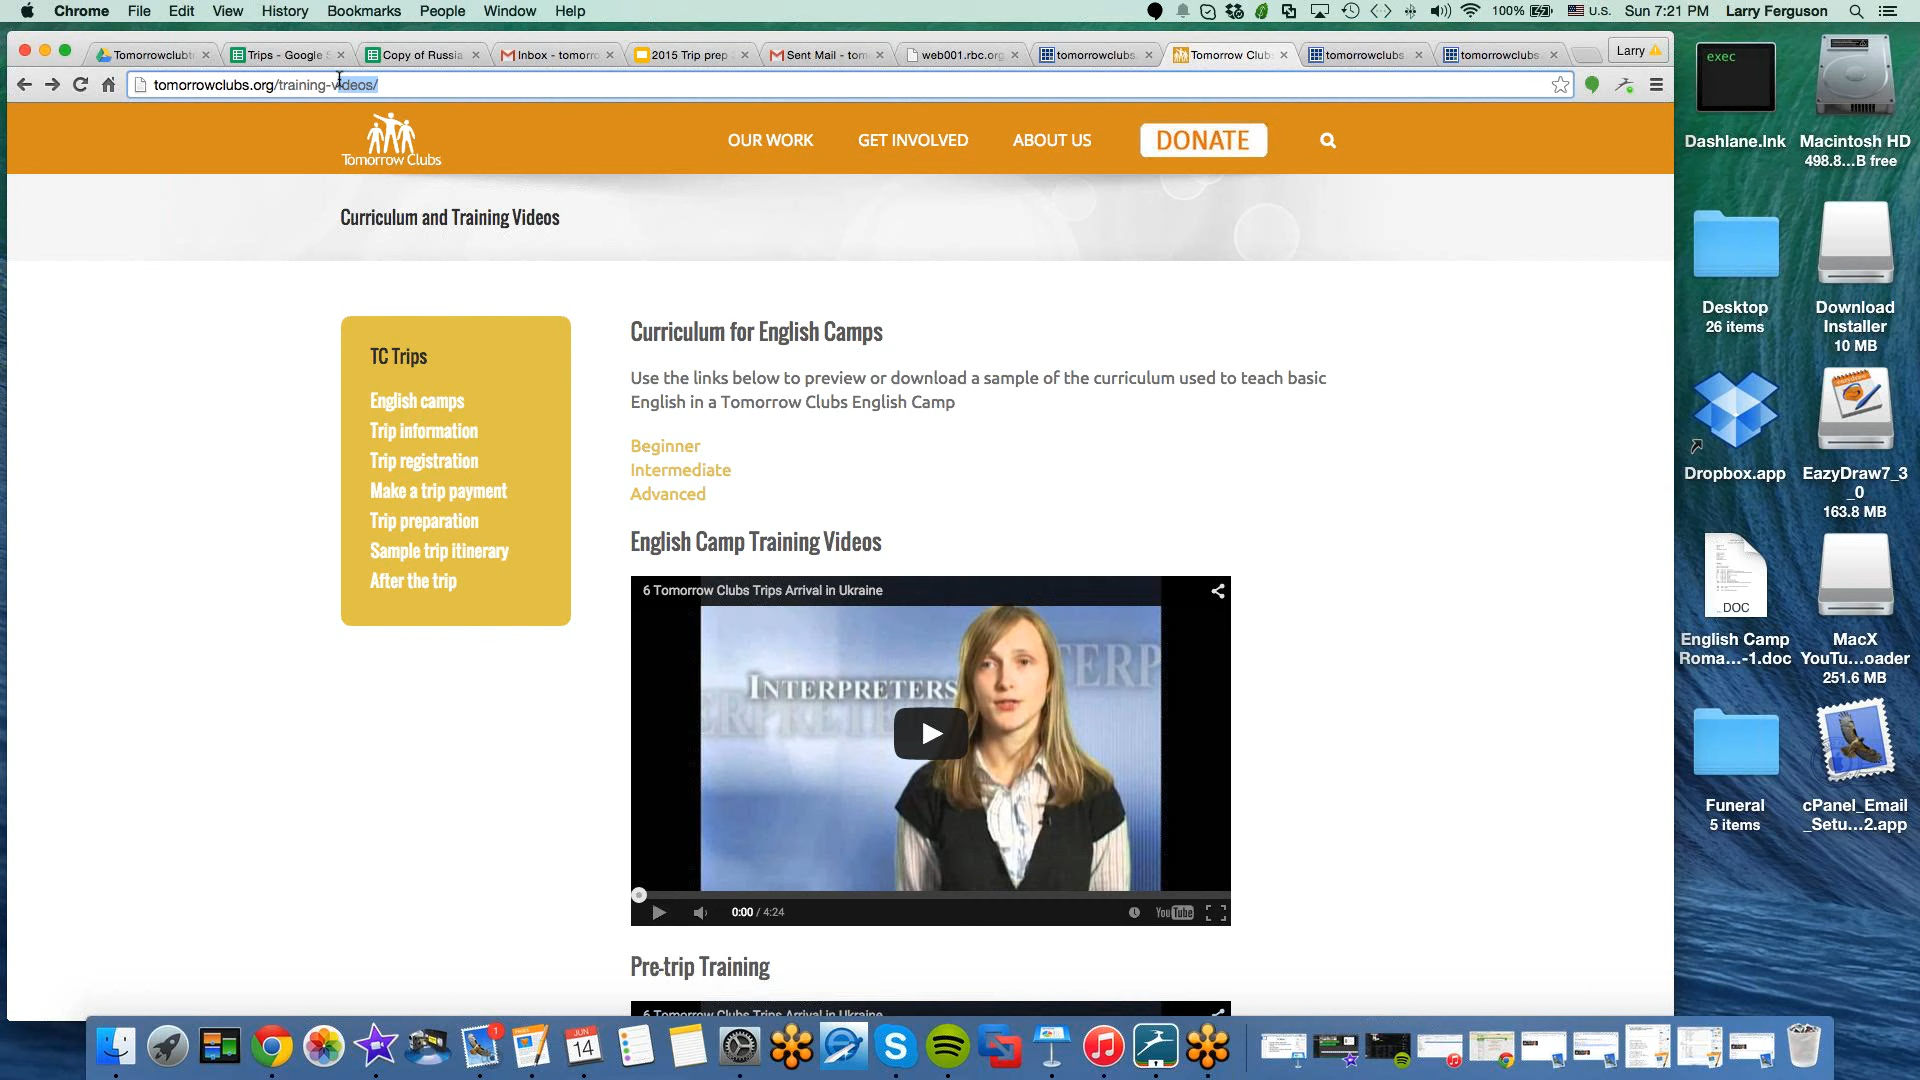 Chrome File Edit View History Bookmarks People Window Help
100% U.S. Sun 7:21 PM Larry Ferguson
Tomorrowclubt Trips - Google S Copy of Russia Inbox - tomorro 2015 Trip prep Sent Mail - tom web001.rbc.org tomorrowclubs. Tomorrow Club tomorrowclubs tomorrowclubs. Larry
tomorrowclubs.org/training-videos/
Tomorrow Clubs
OUR WORK GET INVOLVED ABOUT US DONATE
Curriculum and Training Videos
TC Trips
English camps
Trip information
Trip registration
Make a trip payment
Trip preparation
Sample trip itinerary
After the trip
Curriculum for English Camps
Use the links below to preview or download a sample of the curriculum used to teach basic
English in a Tomorrow Clubs English Camp
Beginner
Intermediate
Advanced
English Camp Training Videos
6 Tomorrow Clubs Trips Arrival in Ukraine
INTERPRETERS
0:00 / 4:24
YouTube
Pre-trip Training
exec
Dashlane.lnk
Macintosh HD
498.8...B free
Desktop
26 items
Download
Installer
10 MB
Dropbox.app
EazyDraw7_3
_0
163.8 MB
DOC
English Camp
Roma...-1.doc
MacX
YouTu...oader
251.6 MB
Funeral
5 items
cPanel_Email
_Setu...2.app
1
JUN
14